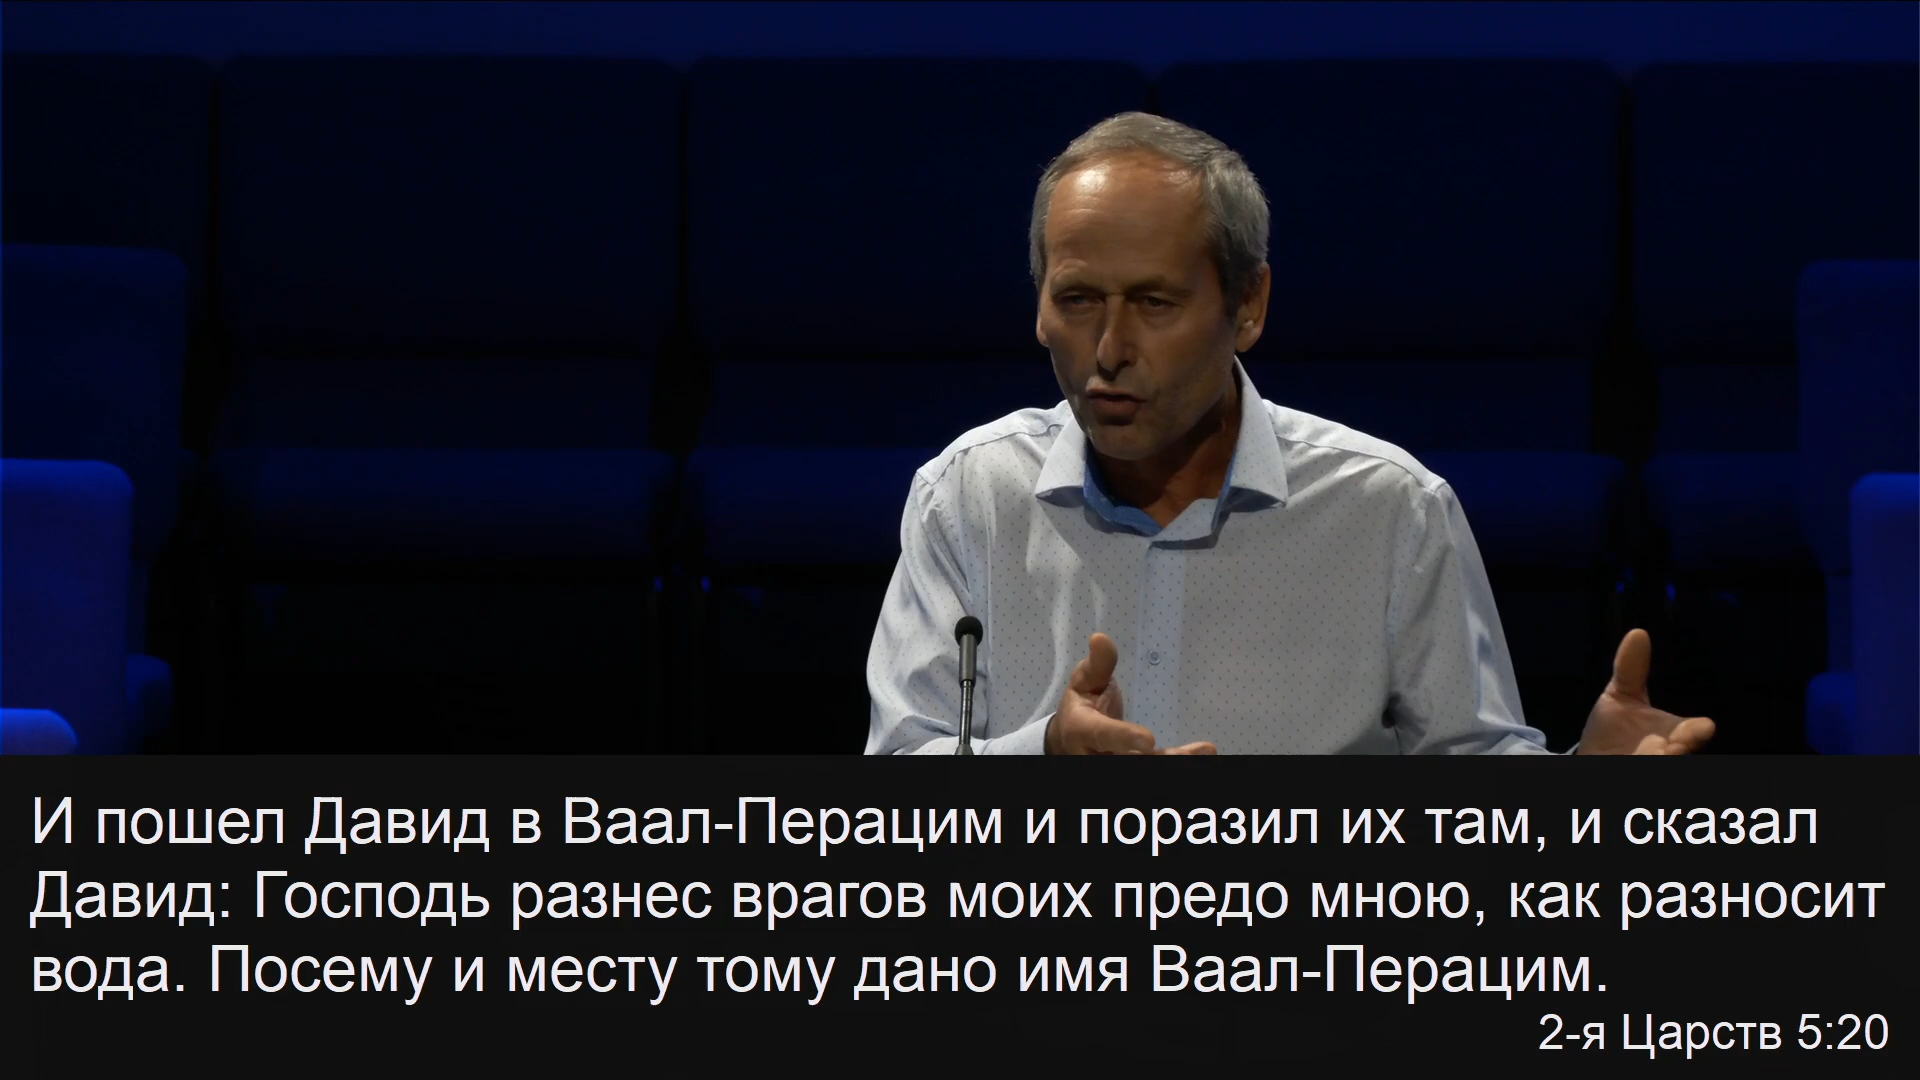 И пошел Давид в Ваал-Перацим и поразил их там, и сказал
Давид: Господь разнес врагов моих предо мною, как разносит
вода. Посему и месту тому дано имя Ваал-Перацим.
2-я Царств 5:20